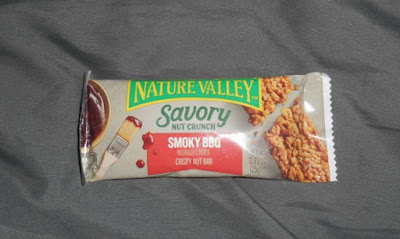 NATURE VALLEY
Savory
NUT CRUNCH
SMOKY BBQ
CRISPY NUT BAR